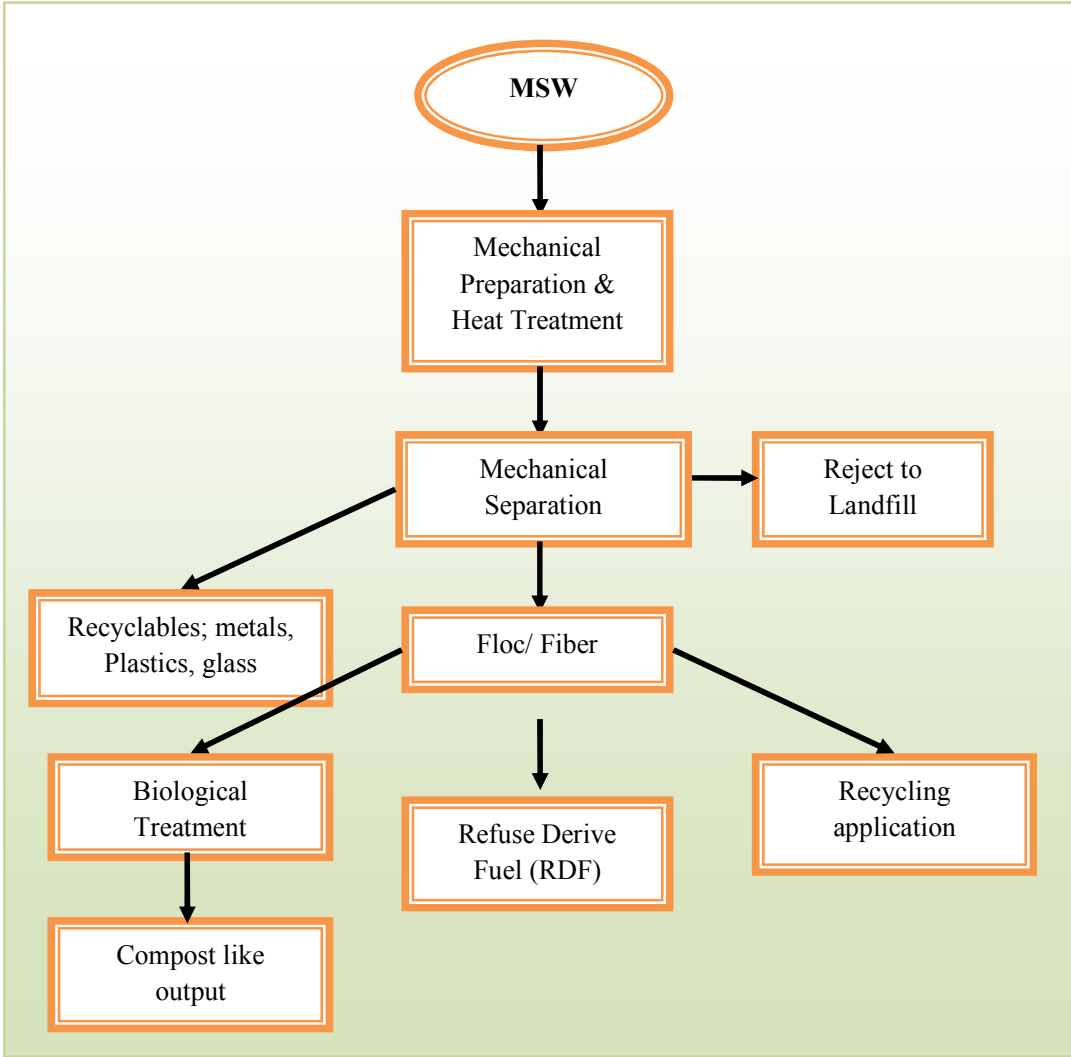 MSW
Mechanical
Preparation &
Heat Treatment
Mechanical
Separation
Reject to
Landfill
Recyclables; metals,
Plastics, glass
Floc/ Fiber
Biological
Treatment
Refuse Derive
Fuel (RDF)
Recycling
application
Compost like
output